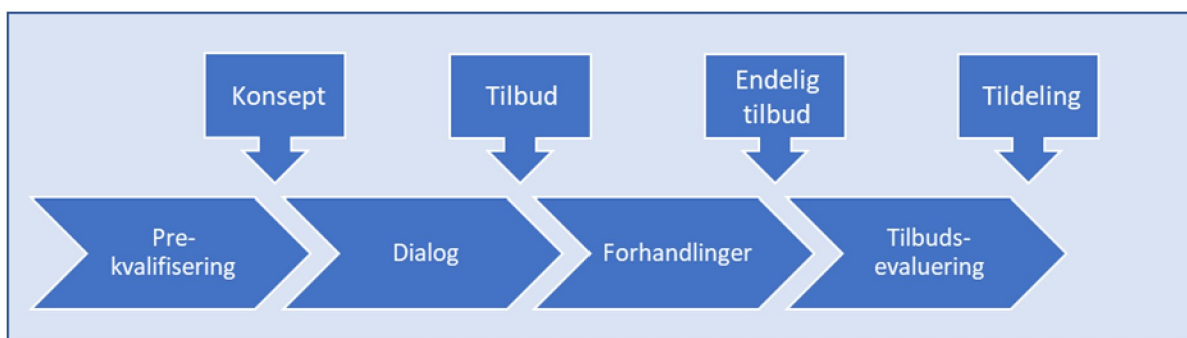 Konsept
Tilbud
Endelig
tilbud
Tildeling
Pre-
kvalifisering
Dialog
Forhandlinger
Tilbuds-
evaluering